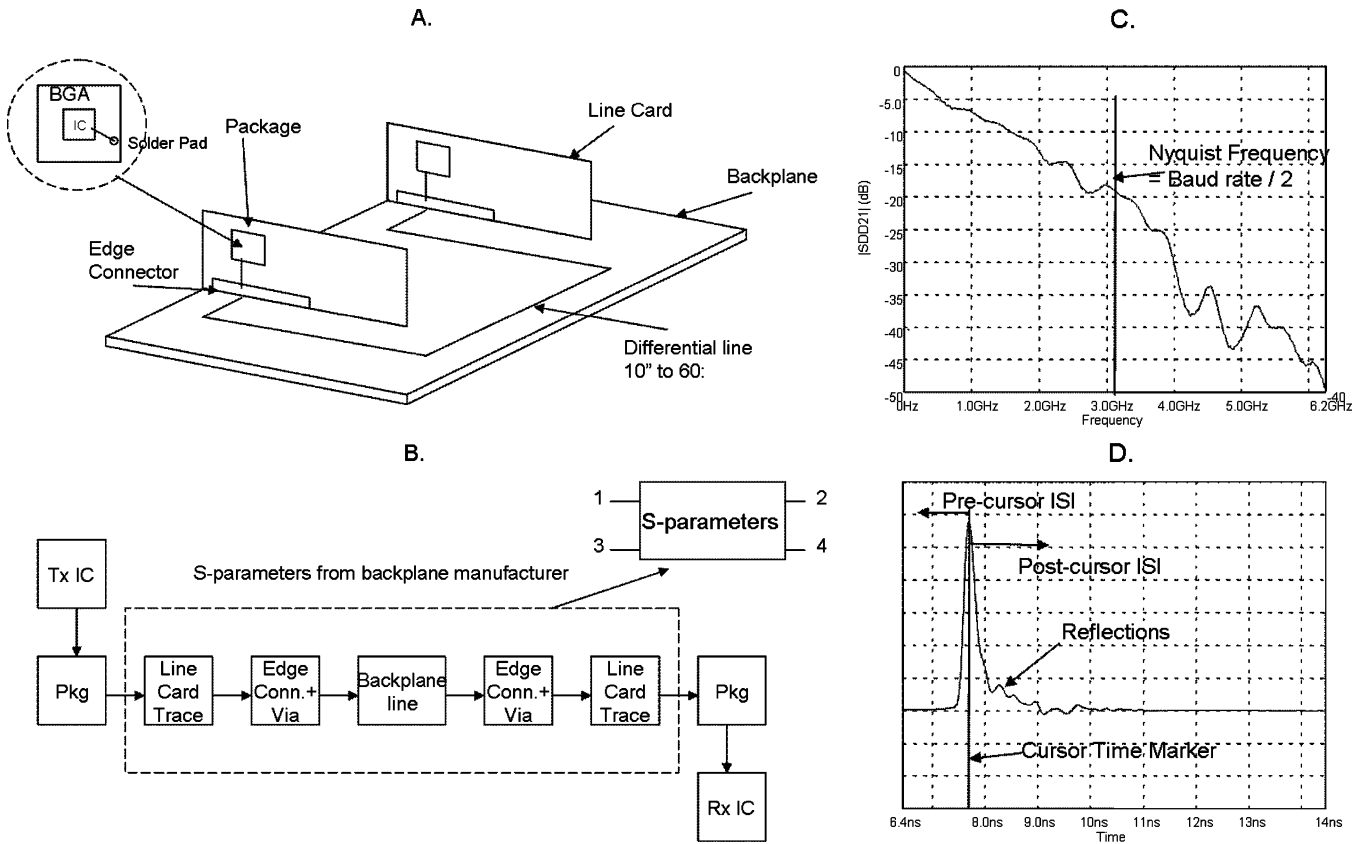 A.
BGA
IC
Solder Pad
Package
Line Card
Backplane
Edge
Connector
Differential line
10" to 60:
B.
1
2
3
4
S-parameters
S-parameters from backplane manufacturer
Tx IC
Pkg
Line
Card
Trace
Edge
Conn.+
Via
Backplane
line
Edge
Conn.+
Via
Line
Card
Trace
Pkg
Rx IC
C.
|SDD21| (dB)
0
-5.0
-10
-15
-20
-25
-30
-35
-40
-45
-50
-40
Nyquist Frequency
= Baud rate / 2
0Hz
1.0GHz
2.0GHz
3.0GHz
4.0GHz
5.0GHz
6.2GHz
Frequency
D.
Pre-cursor ISI
Post-cursor ISI
Reflections
Cursor Time Marker
6.4ns
8.0ns
9.0ns
10ns
11ns
12ns
13ns
14ns
Time